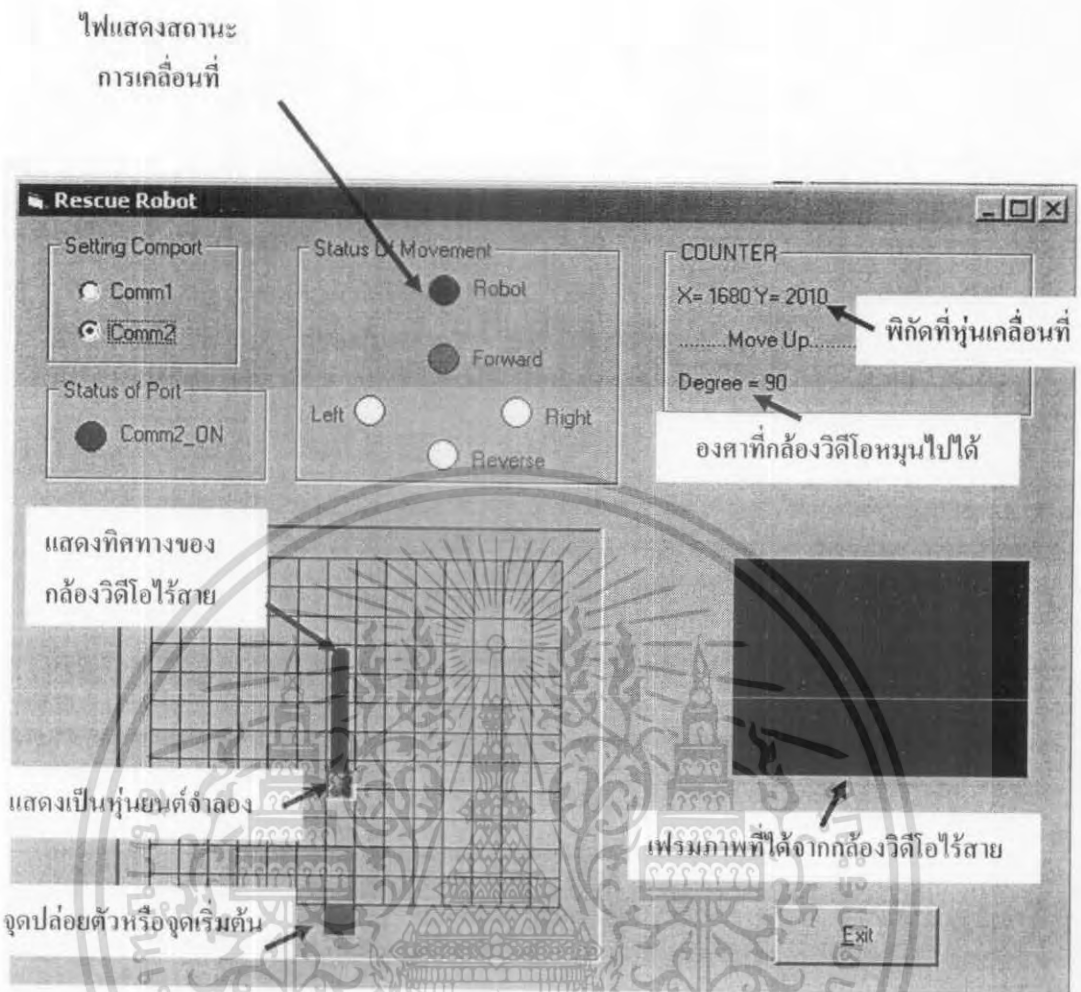 ไฟแสดงสถานะ
การเคลื่อนที่
Rescue Robot
Setting Comport
Comm1
Comm2
Status of Port
Comm2_ON
Status Of Movement
Robot
Forward
Left
Right
Reverse
COUNTER
X= 1680 Y= 2010
พิกัดที่หุ่นเคลื่อนที่
.........Move Up.........
Degree = 90
องศาที่กล้องวิดีโอหมุนไปได้
แสดงทิศทางของ
กล้องวิดีโอไร้สาย
แสดงเป็นหุ่นยนต์จำลอง
เฟรมภาพที่ได้จากกล้องวิดีโอไร้สาย
จุดปล่อยตัวหรือจุดเริ่มต้น
Exit